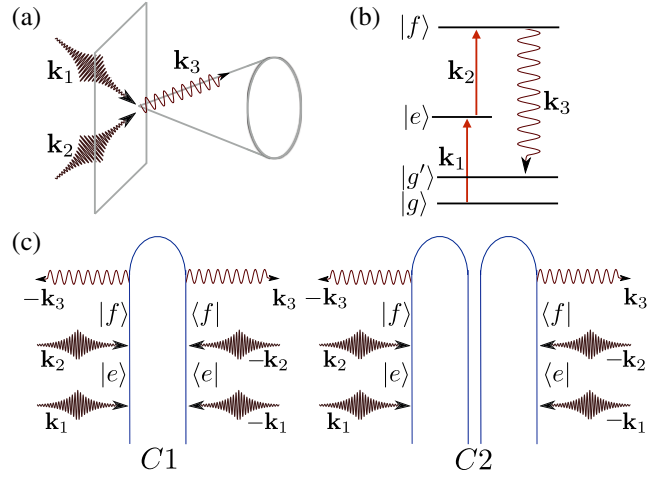 (a)
k₁
k₂
k₃
(b)
|f⟩
k₂
k₃
|e⟩
k₁
|g′⟩
|g⟩
(c)
−k₃ k₃ −k₃ k₃
|f⟩ ⟨f| |f⟩ ⟨f|
k₂ −k₂ k₂ −k₂
|e⟩ ⟨e| |e⟩ ⟨e|
k₁ −k₁ k₁ −k₁
C1 C2